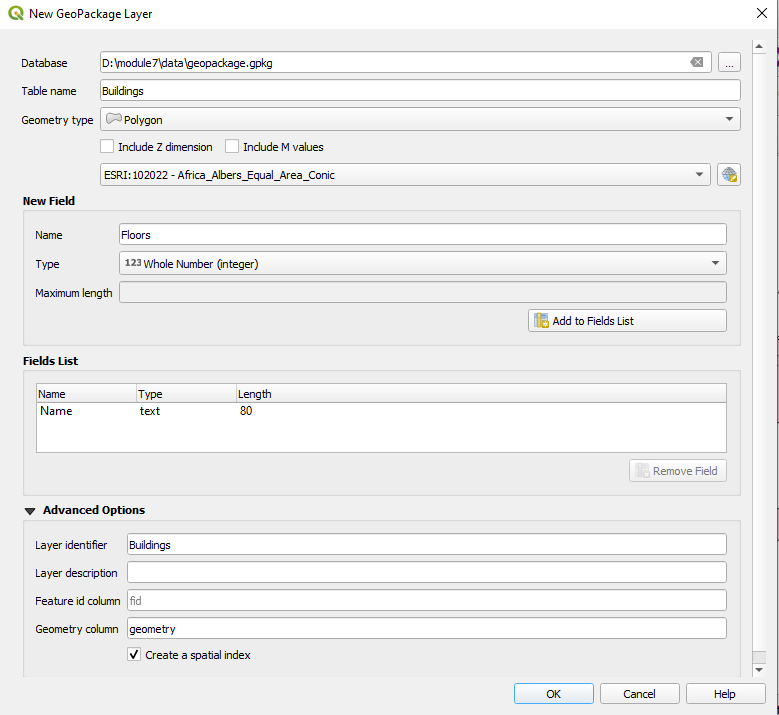 New GeoPackage Layer
Database D:\module7\data\geopackage.gpkg ...
Table name Buildings
Geometry type Polygon
Include Z dimension Include M values
ESRI:102022 - Africa_Albers_Equal_Area_Conic
New Field
Name Floors
Type 123 Whole Number (integer)
Maximum length
Add to Fields List
Fields List
Name Type Length
Name text 80
Remove Field
Advanced Options
Layer identifier Buildings
Layer description
Feature id column fid
Geometry column geometry
Create a spatial index
OK Cancel Help